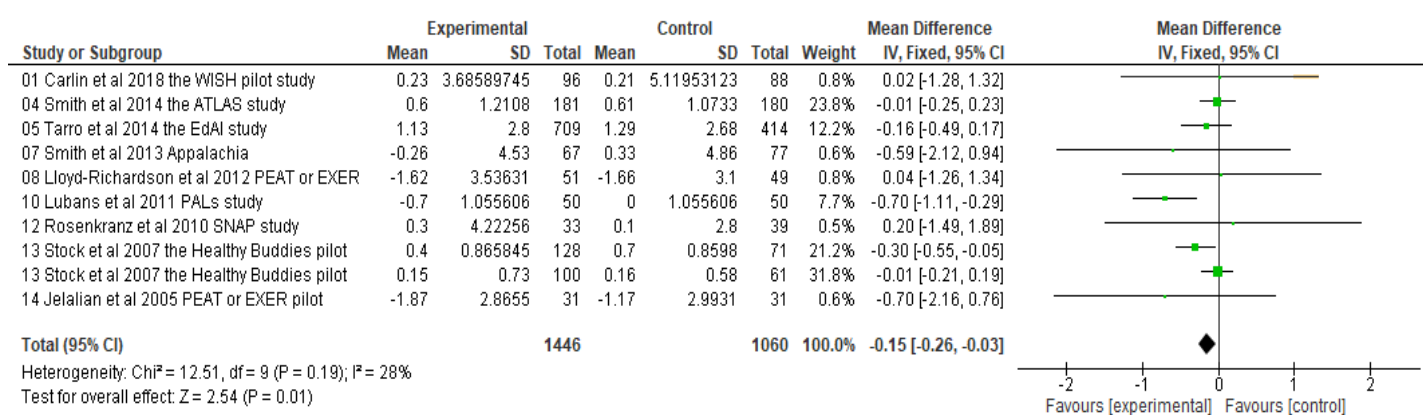 Experimental Control Mean Difference Mean Difference
Study or Subgroup Mean SD Total Mean SD Total Weight IV, Fixed, 95% CI IV, Fixed, 95% CI
01 Carlin et al 2018 the WISH pilot study 0.23 3.68589745 96 0.21 5.11953123 88 0.8% 0.02 [-1.28, 1.32]
04 Smith et al 2014 the ATLAS study 0.6 1.2108 181 0.61 1.0733 180 23.8% -0.01 [-0.25, 0.23]
05 Tarro et al 2014 the EdAl study 1.13 2.8 709 1.29 2.68 414 12.2% -0.16 [-0.49, 0.17]
07 Smith et al 2013 Appalachia -0.26 4.53 67 0.33 4.86 77 0.6% -0.59 [-2.12, 0.94]
08 Lloyd-Richardson et al 2012 PEAT or EXER -1.62 3.53631 51 -1.66 3.1 49 0.8% 0.04 [-1.26, 1.34]
10 Lubans et al 2011 PALs study -0.7 1.055606 50 0 1.055606 50 7.7% -0.70 [-1.11, -0.29]
12 Rosenkranz et al 2010 SNAP study 0.3 4.22256 33 0.1 2.8 39 0.5% 0.20 [-1.49, 1.89]
13 Stock et al 2007 the Healthy Buddies pilot 0.4 0.865845 128 0.7 0.8598 71 21.2% -0.30 [-0.55, -0.05]
13 Stock et al 2007 the Healthy Buddies pilot 0.15 0.73 100 0.16 0.58 61 31.8% -0.01 [-0.21, 0.19]
14 Jelalian et al 2005 PEAT or EXER pilot -1.87 2.8655 31 -1.17 2.9931 31 0.6% -0.70 [-2.16, 0.76]
Total (95% CI) 1446 1060 100.0% -0.15 [-0.26, -0.03]
Heterogeneity: Chi² = 12.51, df = 9 (P = 0.19); I² = 28%
Test for overall effect: Z = 2.54 (P = 0.01)
-2 -1 0 1 2
Favours [experimental] Favours [control]